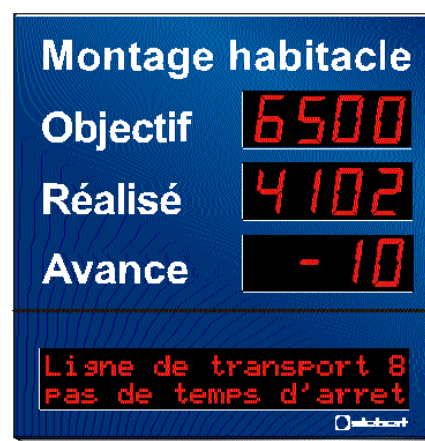 Montage habitacle
Objectif 6500
Réalisé 4102
Avance -10
Ligne de transport 8
pas de temps d'arret